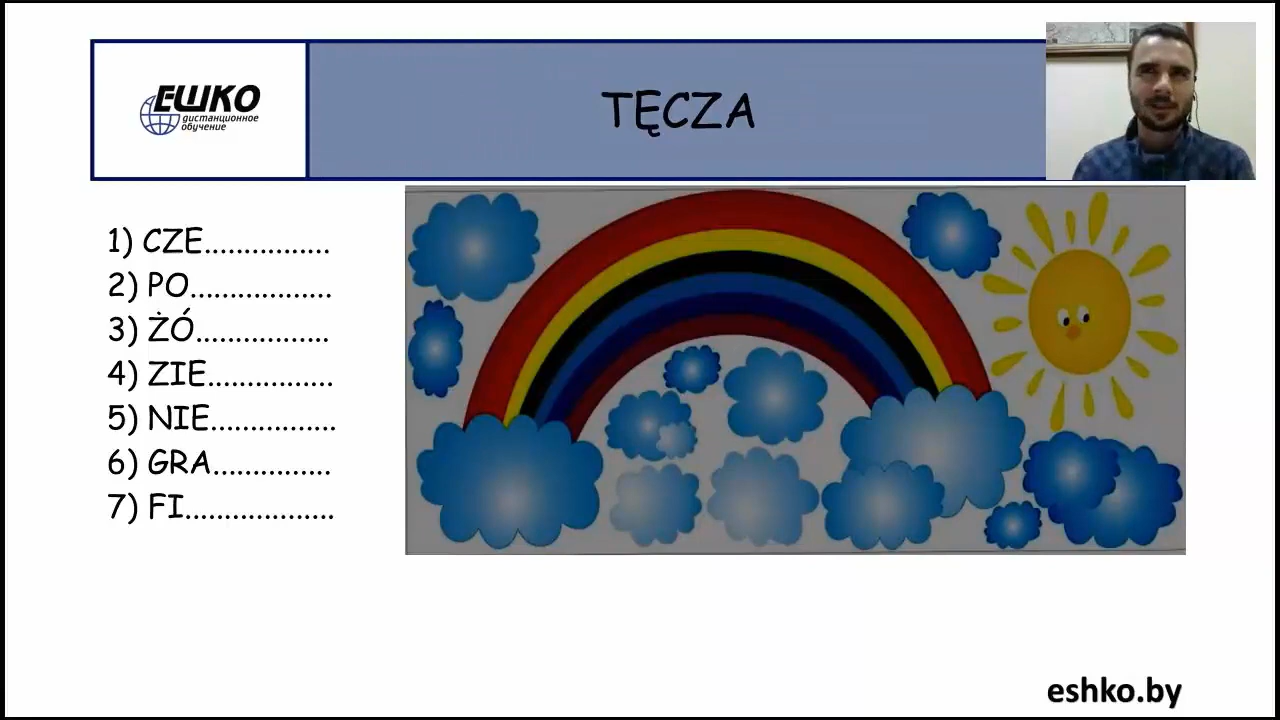 ЕШКО
дистанционное
обучение
TĘCZA
1) CZE................
2) PO..................
3) ŻÓ.................
4) ZIE................
5) NIE................
6) GRA...............
7) FI...................
eshko.by